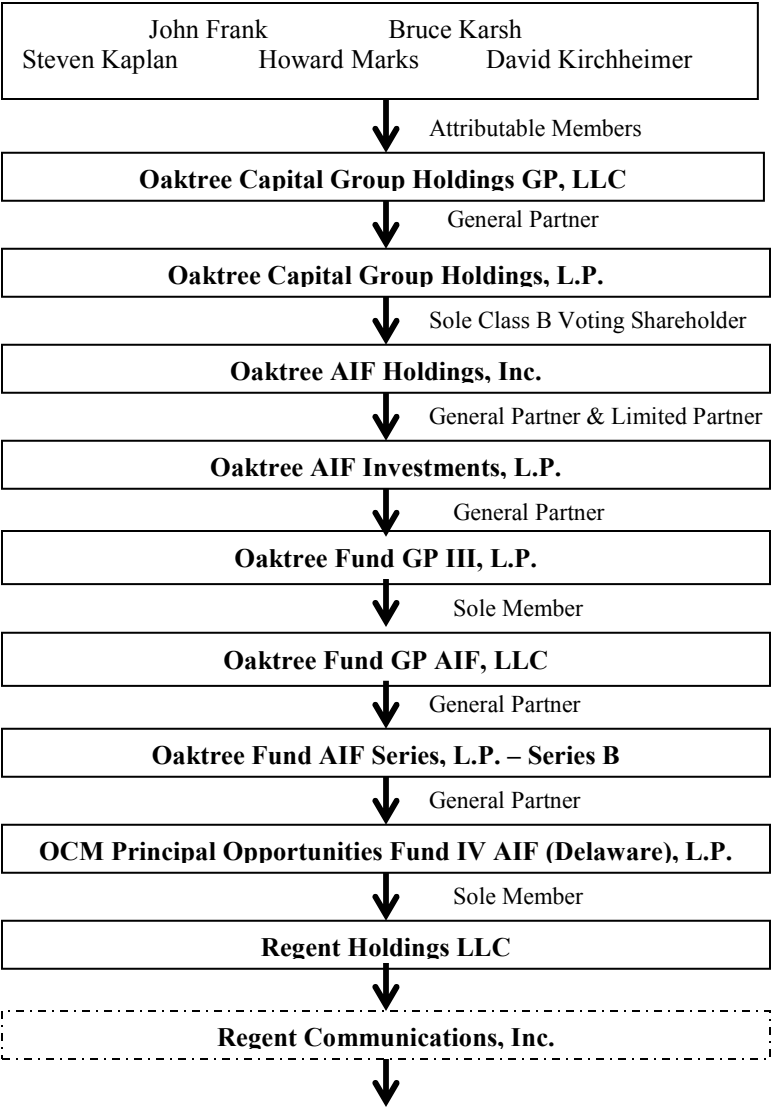 John Frank Bruce Karsh
Steven Kaplan Howard Marks David Kirchheimer
Attributable Members
Oaktree Capital Group Holdings GP, LLC
General Partner
Oaktree Capital Group Holdings, L.P.
Sole Class B Voting Shareholder
Oaktree AIF Holdings, Inc.
General Partner & Limited Partner
Oaktree AIF Investments, L.P.
General Partner
Oaktree Fund GP III, L.P.
Sole Member
Oaktree Fund GP AIF, LLC
General Partner
Oaktree Fund AIF Series, L.P. – Series B
General Partner
OCM Principal Opportunities Fund IV AIF (Delaware), L.P.
Sole Member
Regent Holdings LLC
Regent Communications, Inc.